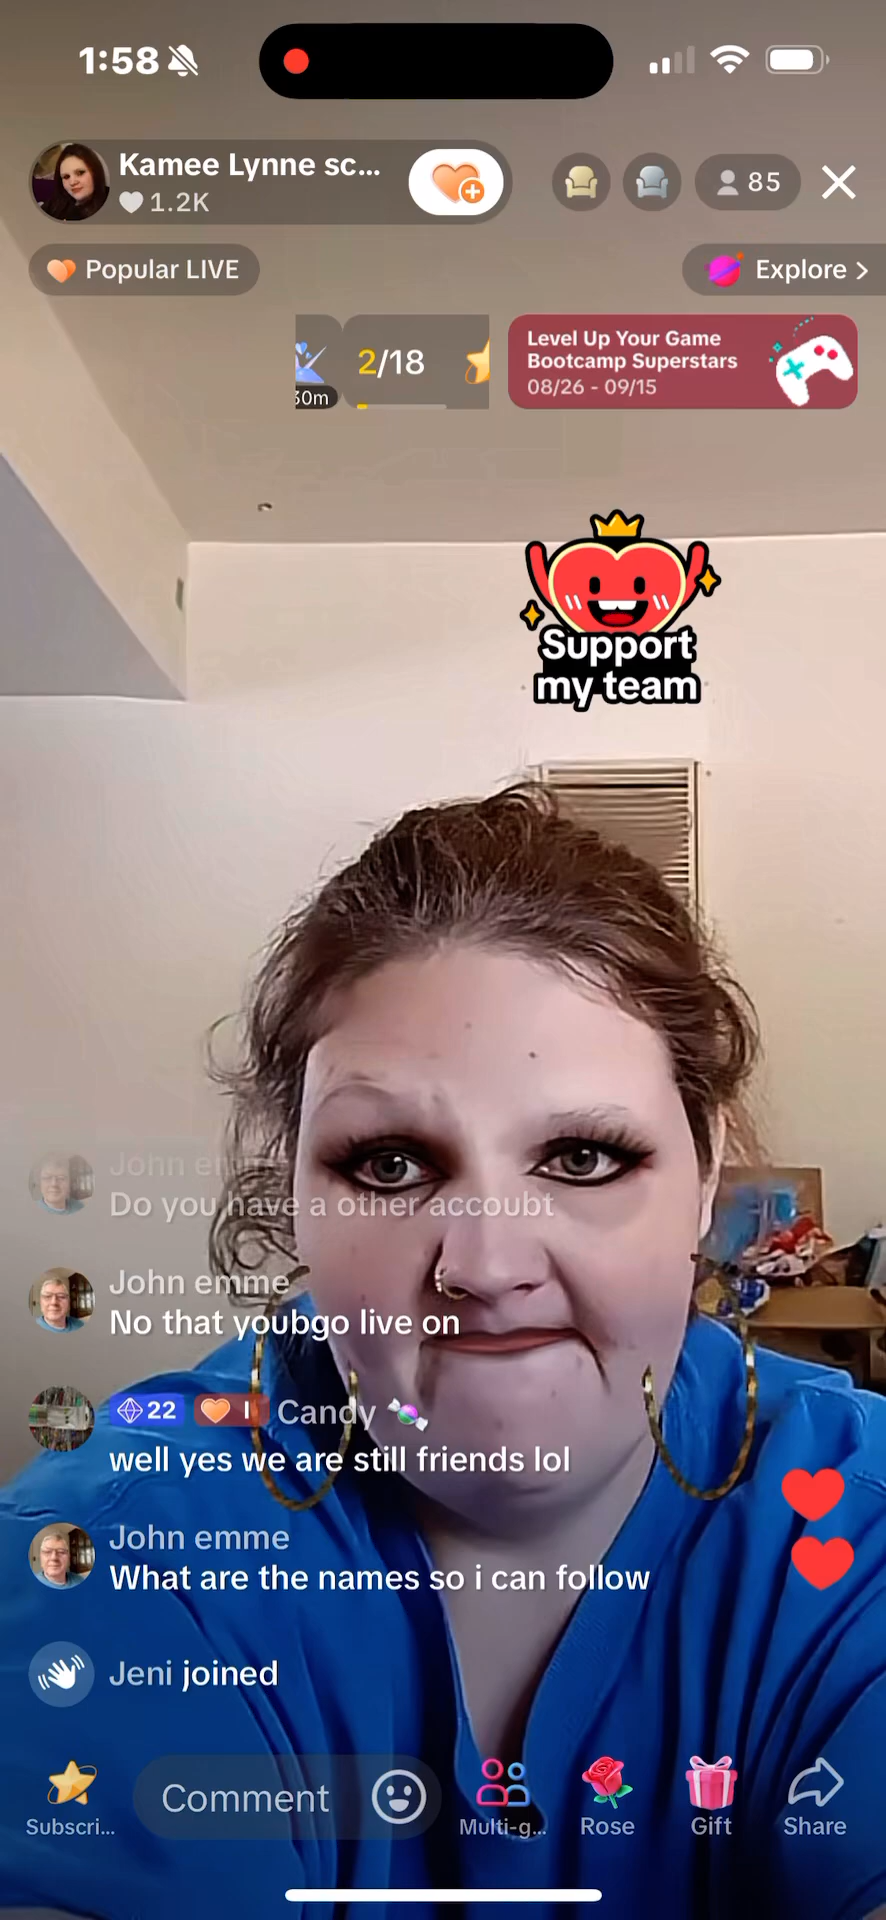 1:58
Kamee Lynne sc...
1.2K
85
Popular LIVE
Explore >
30m
2/18
Level Up Your Game
Bootcamp Superstars
08/26 - 09/15
Support
my team
John emme
Do you have a other accoubt
John emme
No that youbgo live on
22 I Candy
well yes we are still friends lol
John emme
What are the names so i can follow
Jeni joined
Comment
Subscri...
Multi-g...
Rose
Gift
Share